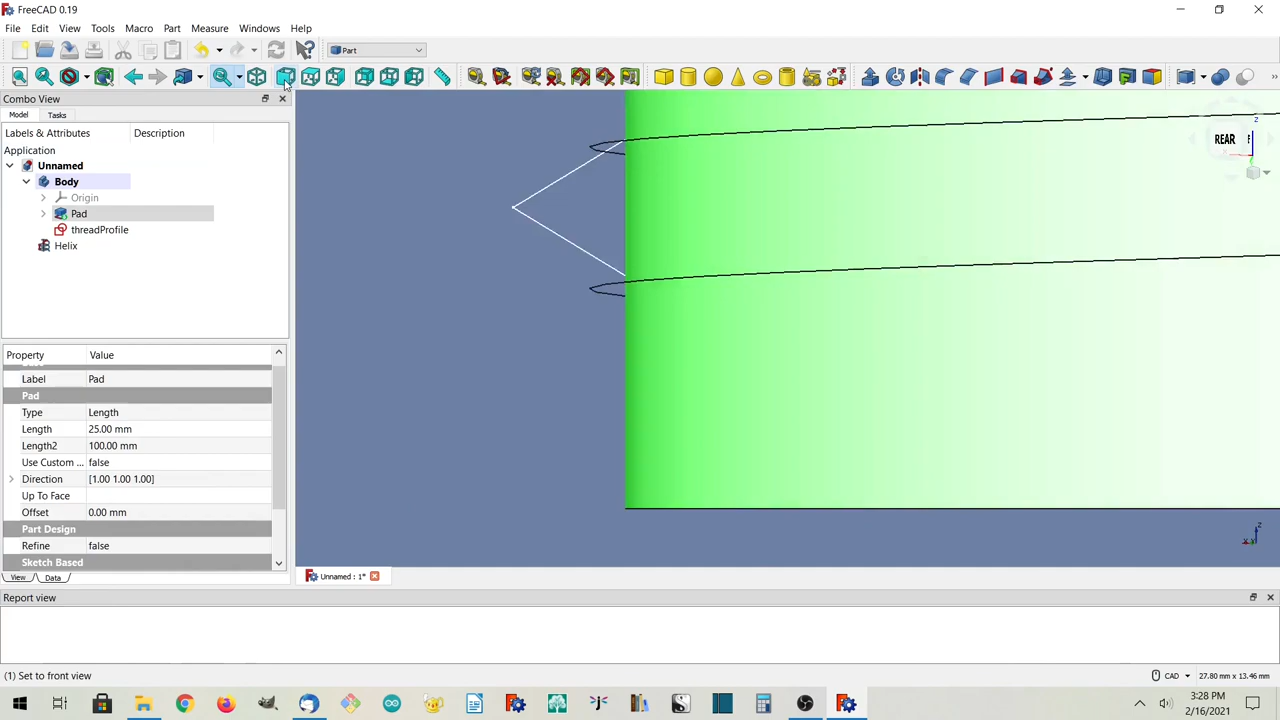 FreeCAD 0.19
File Edit View Tools Macro Part Measure Windows Help
Part
Combo View
Model Tasks
Labels & Attributes Description
Application
Unnamed
Body
Origin
Pad
threadProfile
Helix
REAR
z
Property Value
Label Pad
Pad
Type Length
Length 25.00 mm
Length2 100.00 mm
Use Custom ... false
Direction [1.00 1.00 1.00]
Up To Face
Offset 0.00 mm
Part Design
Refine false
Sketch Based
View Data
Unnamed : 1*
Report view
(1) Set to front view
CAD 27.80 mm × 13.46 mm
3:28 PM
2/16/2021